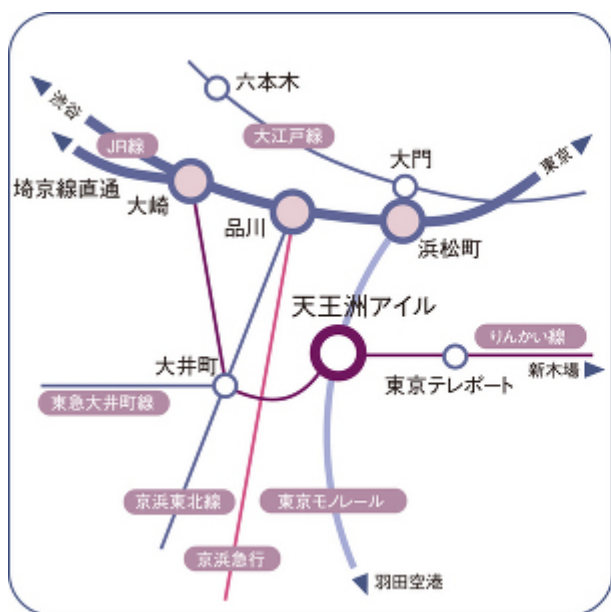 六本木
大江戸線
渋谷
JR線
大門
東京
埼京線直通
大崎
品川
浜松町
天王洲アイル
りんかい線
大井町
東京テレポート
新木場
東急大井町線
京浜東北線
東京モノレール
京浜急行
羽田空港